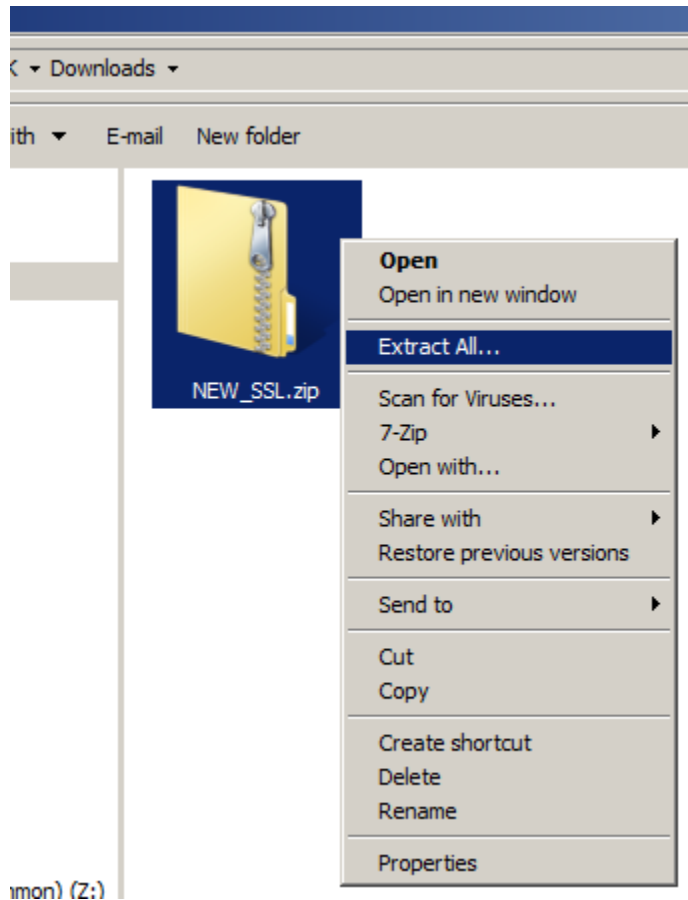 Downloads
E-mail New folder
NEW_SSL.zip
Open
Open in new window
Extract All...
Scan for Viruses...
7-Zip
Open with...
Share with
Restore previous versions
Send to
Cut
Copy
Create shortcut
Delete
Rename
Properties
(Z:)